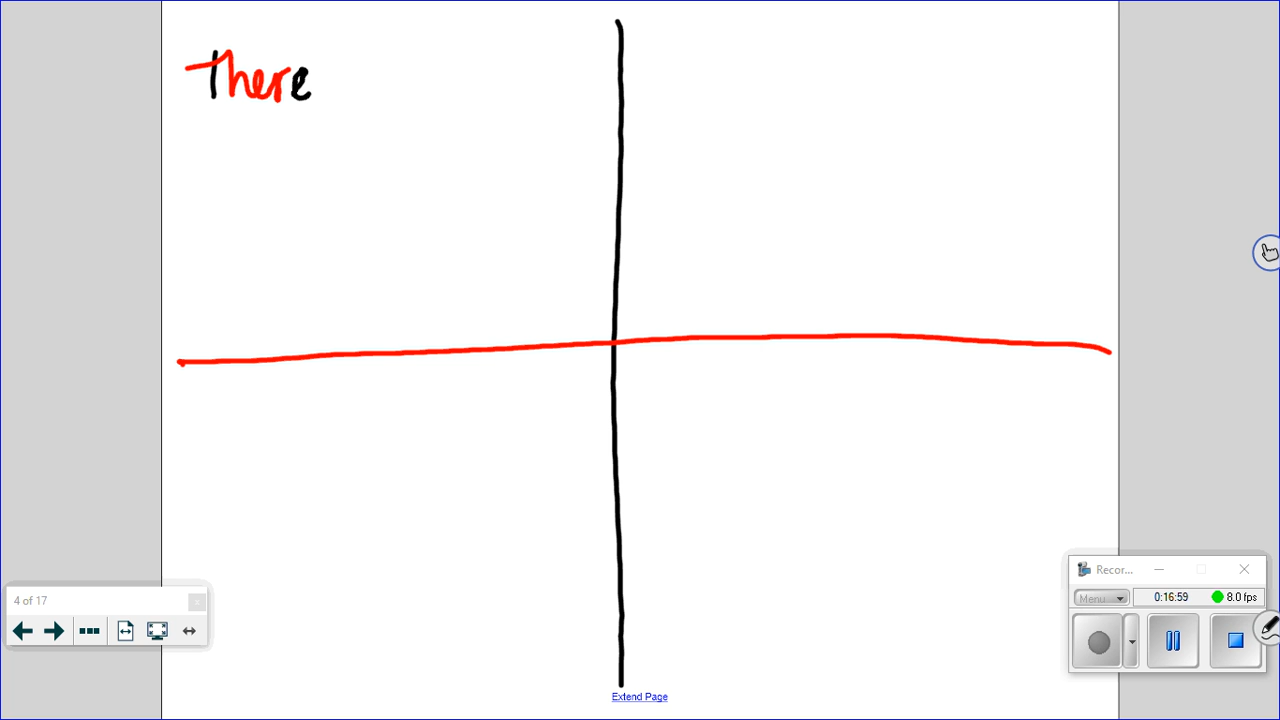 There
4 of 17
x
Recor...
Menu
0:16:59
8.0 fps
Extend Page